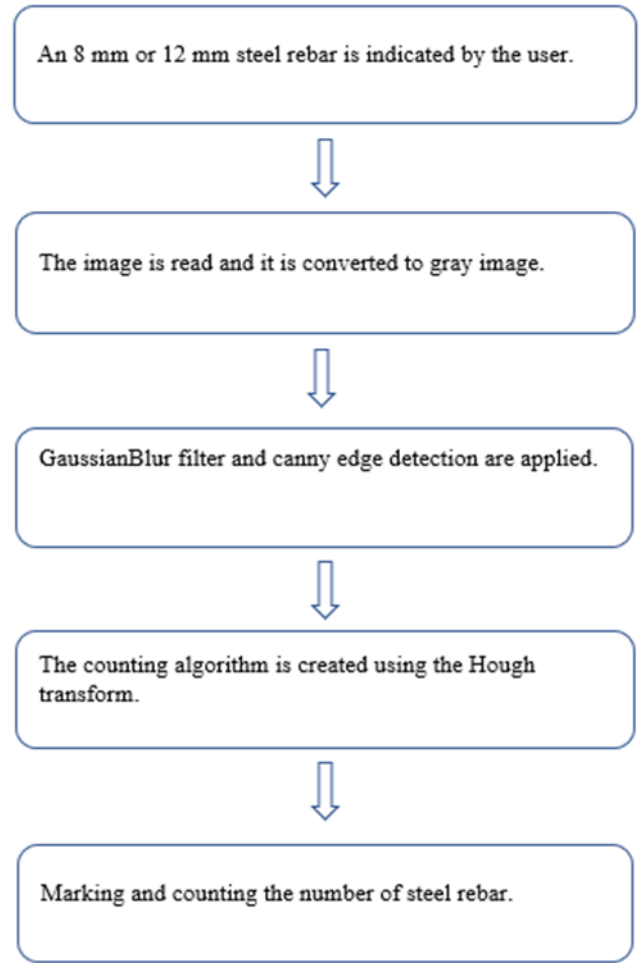 An 8 mm or 12 mm steel rebar is indicated by the user.
The image is read and it is converted to gray image.
GaussianBlur filter and canny edge detection are applied.
The counting algorithm is created using the Hough
transform.
Marking and counting the number of steel rebar.